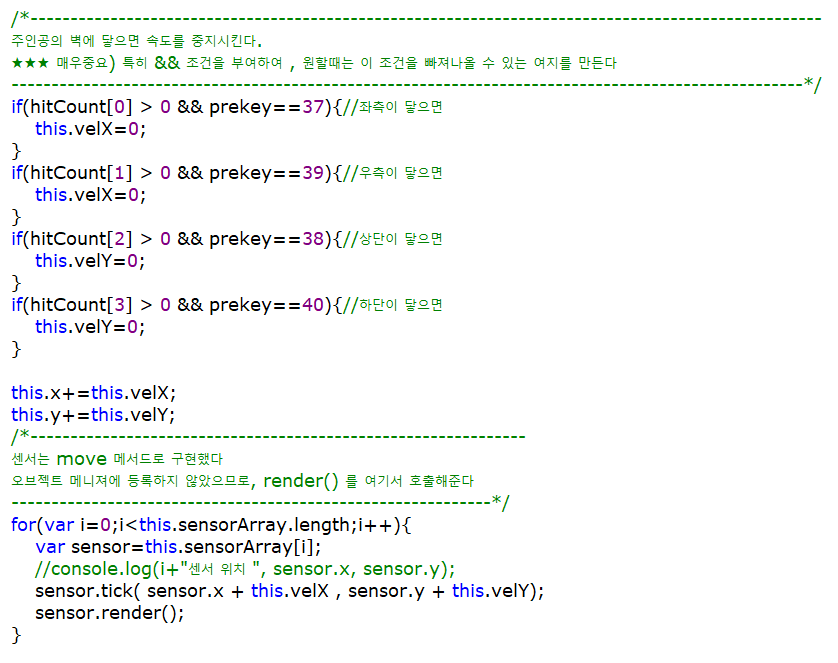 /*---------------------------------------------------------------------------------------------------
주인공의 벽에 닿으면 속도를 중지시킨다.
★★★ 매우중요) 특히 && 조건을 부여하여 , 원할때는 이 조건을 빠져나올 수 있는 여지를 만든다
---------------------------------------------------------------------------------------------------*/
if(hitCount[0] > 0 && prekey==37){//좌측이 닿으면
    this.velX=0;
}
if(hitCount[1] > 0 && prekey==39){//우측이 닿으면
    this.velX=0;
}
if(hitCount[2] > 0 && prekey==38){//상단이 닿으면
    this.velY=0;
}
if(hitCount[3] > 0 && prekey==40){//하단이 닿으면
    this.velY=0;
}
this.x+=this.velX;
this.y+=this.velY;
/*--------------------------------------------------------------
센서는 move 메서드로 구현했다
오브젝트 메니져에 등록하지 않았으므로, render() 를 여기서 호출해준다
------------------------------------------------------------*/
for(var i=0;i<this.sensorArray.length;i++){
    var sensor=this.sensorArray[i];
    //console.log(i+"센서 위치 ", sensor.x, sensor.y);
    sensor.tick( sensor.x + this.velX , sensor.y + this.velY);
    sensor.render();
}